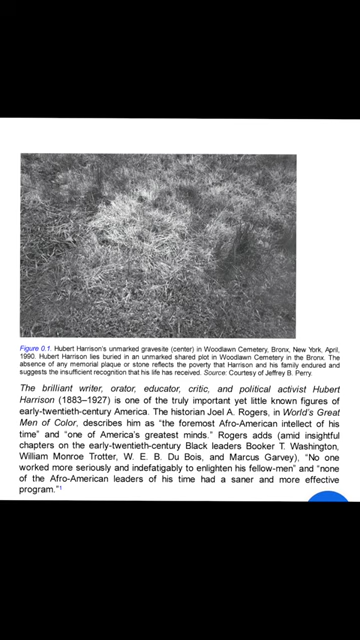 Figure 0.1. Hubert Harrison's unmarked gravesite (center) in Woodlawn Cemetery, Bronx, New York, April,
1990. Hubert Harrison lies buried in an unmarked shared plot in Woodlawn Cemetery in the Bronx. The
absence of any memorial plaque or stone reflects the poverty that Harrison and his family endured and
suggests the insufficient recognition that his life has received. Source: Courtesy of Jeffrey B. Perry.
The brilliant writer, orator, educator, critic, and political activist Hubert
Harrison (1883–1927) is one of the truly important yet little known figures of
early-twentieth-century America. The historian Joel A. Rogers, in World's Great
Men of Color, describes him as “the foremost Afro-American intellect of his
time” and “one of America's greatest minds.” Rogers adds (amid insightful
chapters on the early-twentieth-century Black leaders Booker T. Washington,
William Monroe Trotter, W. E. B. Du Bois, and Marcus Garvey), “No one
worked more seriously and indefatigably to enlighten his fellow-men” and “none
of the Afro-American leaders of his time had a saner and more effective
program.”1